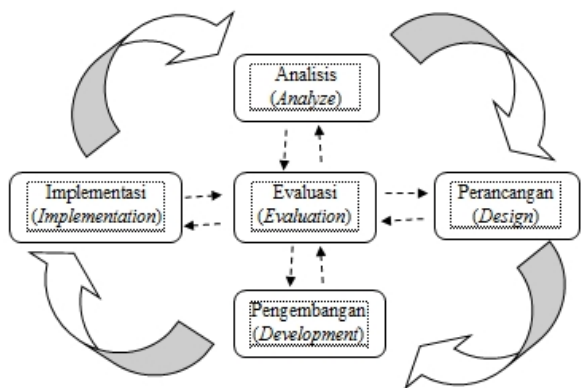 Analisis
(Analyze)
Implementasi
(Implementation)
Evaluasi
(Evaluation)
Perancangan
(Design)
Pengembangan
(Development)